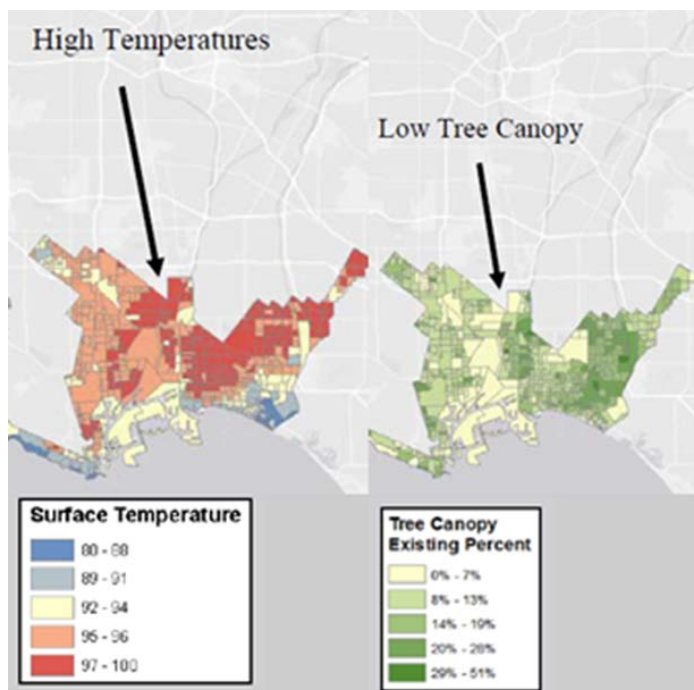 High Temperatures
Low Tree Canopy
Surface Temperature
80 - 88
89 - 91
92 - 94
95 - 96
97 - 100
Tree Canopy
Existing Percent
0% - 7%
8% - 13%
14% - 19%
20% - 28%
29% - 51%